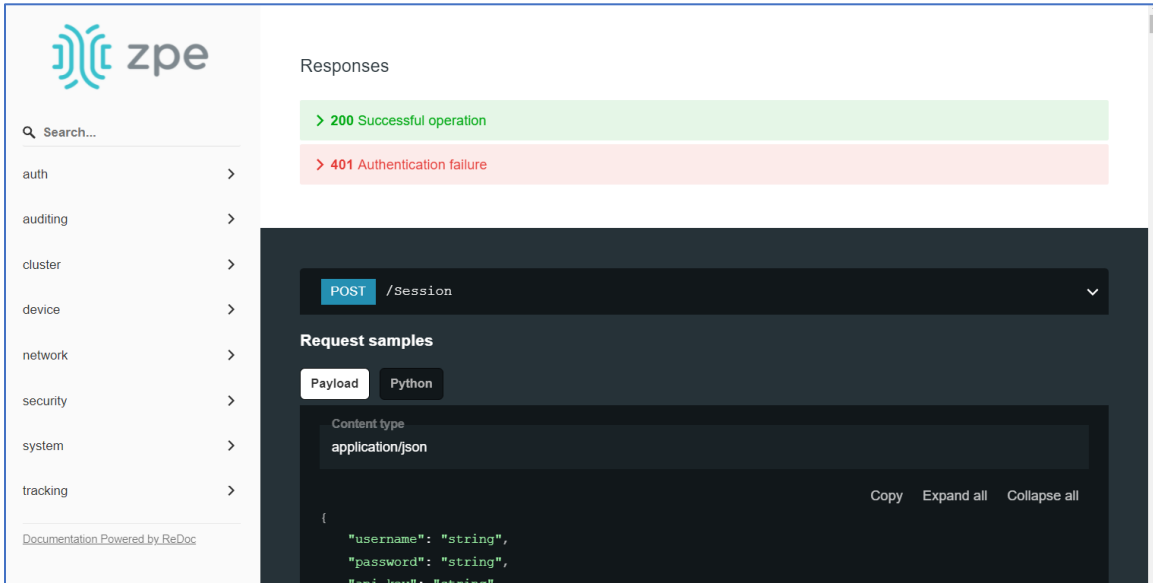 zpe
Search...
auth
auditing
cluster
device
network
security
system
tracking
Documentation Powered by ReDoc
Responses
200 Successful operation
401 Authentication failure
POST /Session
Request samples
Payload Python
Content type
application/json
Copy Expand all Collapse all
{
"username": "string",
"password": "string",
"api_key": "string"